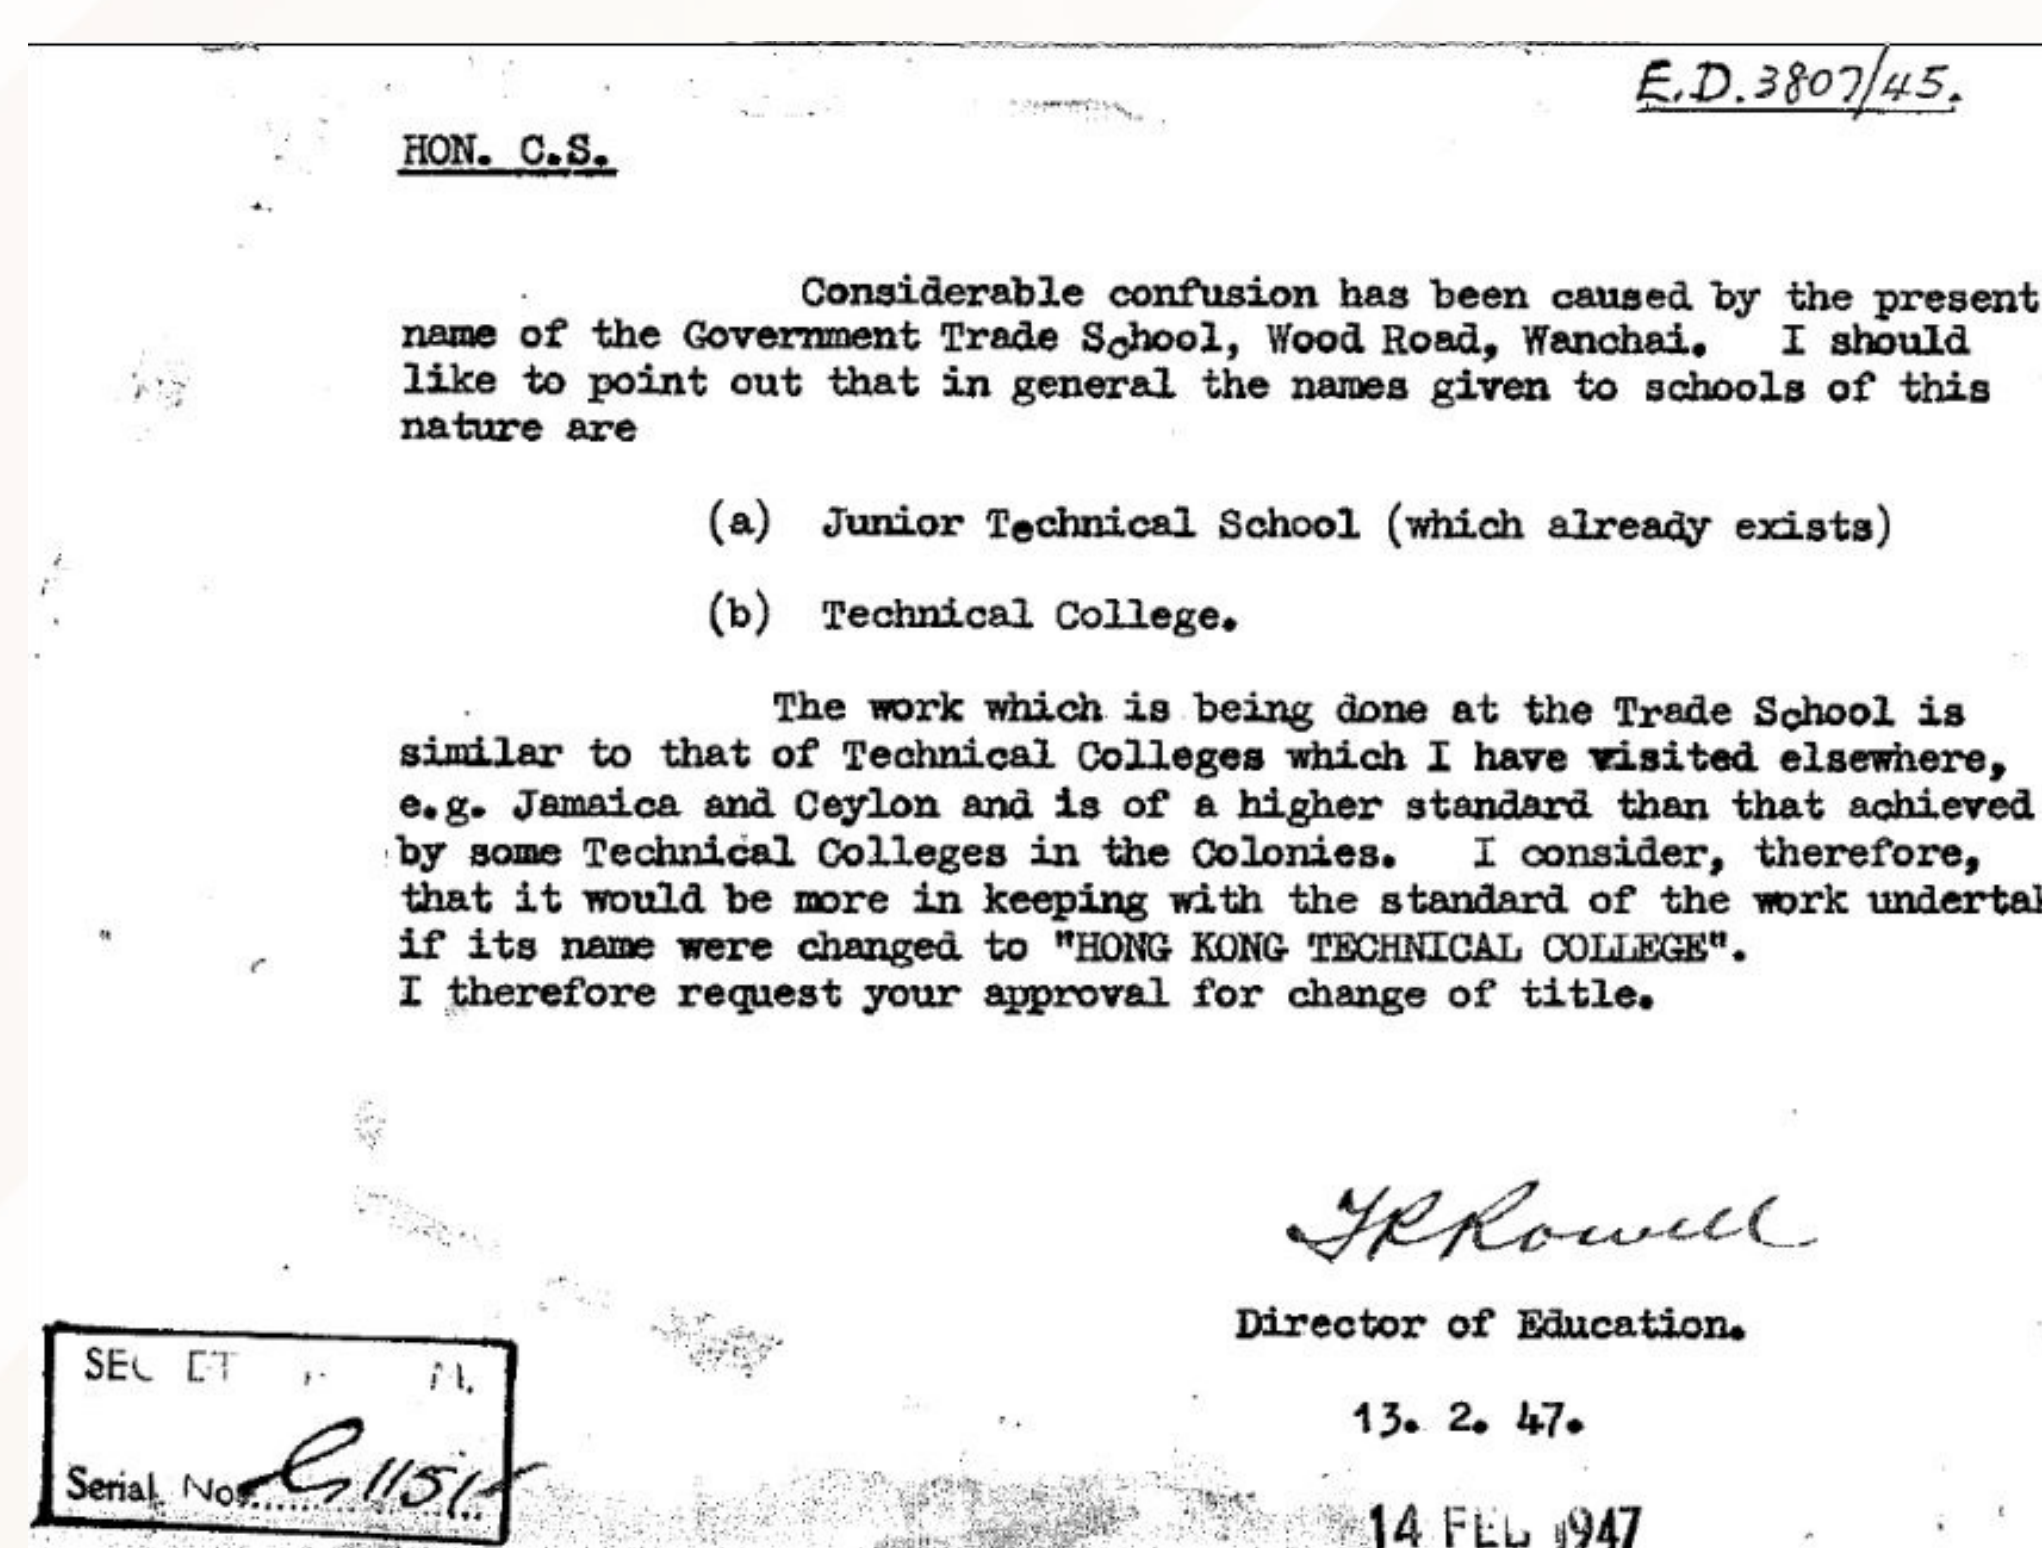 E.D.3807/45.
HON. C.S.
Considerable confusion has been caused by the present
name of the Government Trade School, Wood Road, Wanchai. I should
like to point out that in general the names given to schools of this
nature are
(a) Junior Technical School (which already exists)
(b) Technical College.
The work which is being done at the Trade School is
similar to that of Technical Colleges which I have visited elsewhere,
e.g. Jamaica and Ceylon and is of a higher standard than that achieved
by some Technical Colleges in the Colonies. I consider, therefore,
that it would be more in keeping with the standard of the work undertak
if its name were changed to "HONG KONG TECHNICAL COLLEGE".
I therefore request your approval for change of title.
TRRowell
Director of Education.
13. 2. 47.
Serial No. 1151
14 FEB 1947